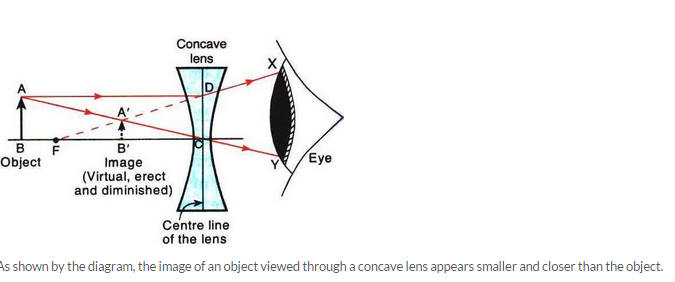 Concave
lens
X
A
D
A'
C
B
F
B'
Object
Image
(Virtual, erect
and diminished)
Y
Eye
Centre line
of the lens
As shown by the diagram, the image of an object viewed through a concave lens appears smaller and closer than the object.